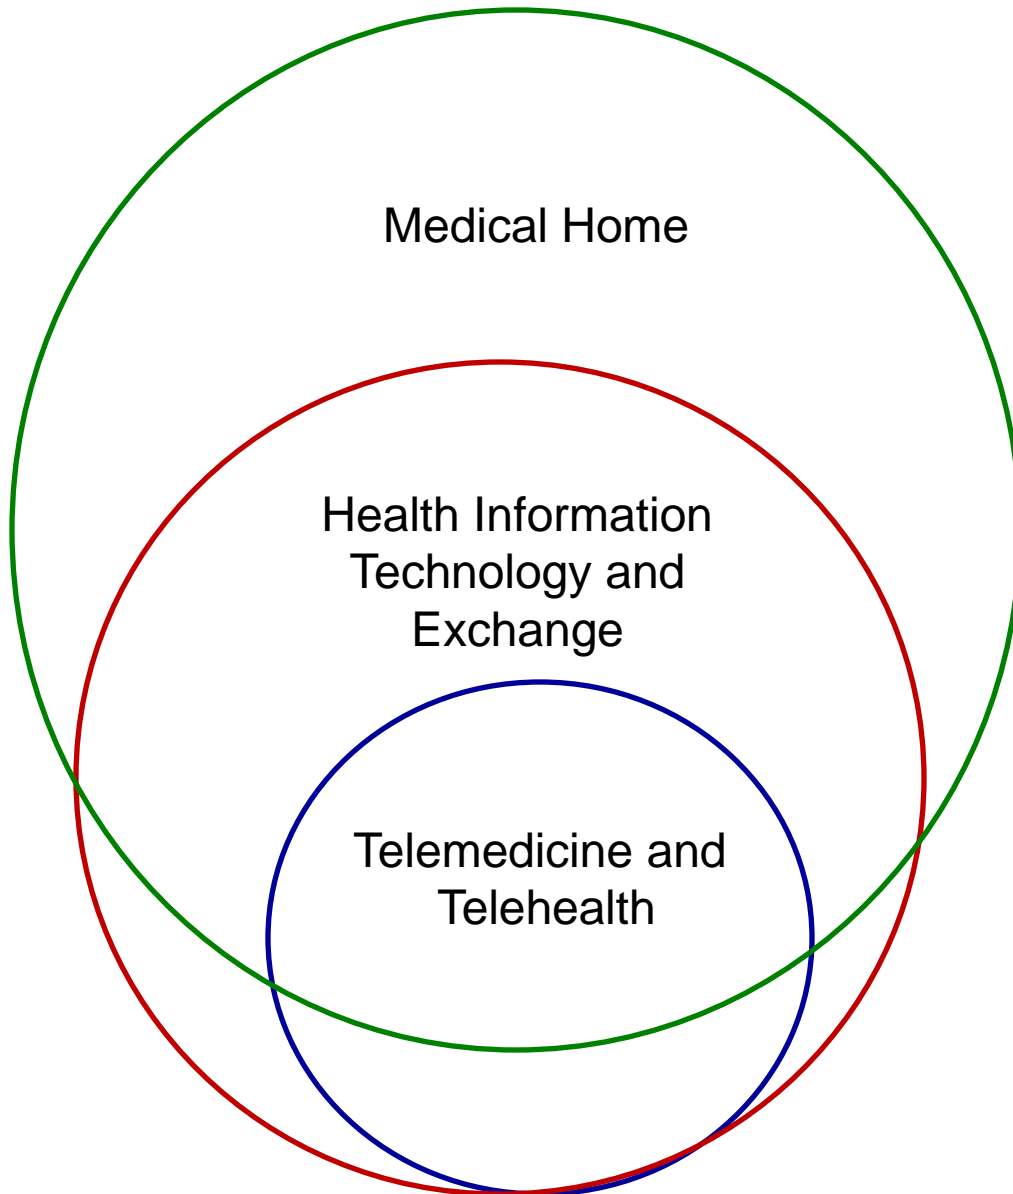 Medical Home
Health Information
Technology and
Exchange
Telemedicine and
Telehealth